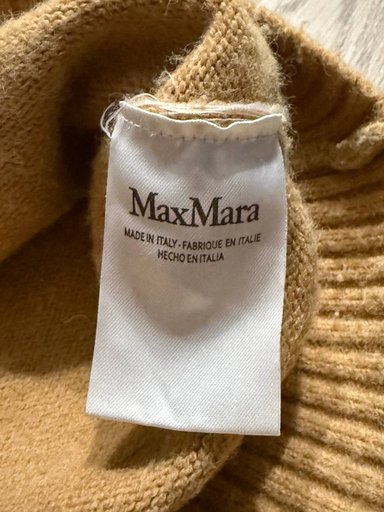 MaxMara
MADE IN ITALY - FABRIQUE EN ITALIE
HECHO EN ITALIA